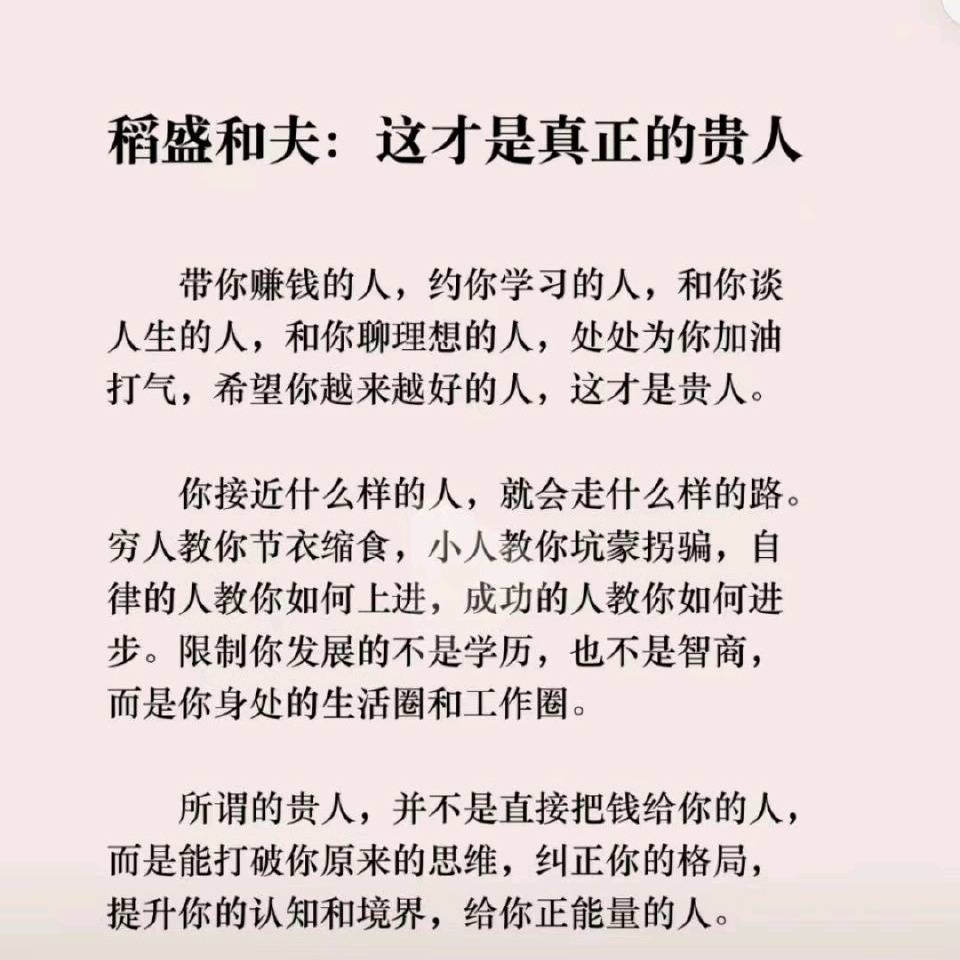 稻盛和夫：这才是真正的贵人
带你赚钱的人，约你学习的人，和你谈
人生的人，和你聊理想的人，处处为你加油
打气，希望你越来越好的人，这才是贵人。
你接近什么样的人，就会走什么样的路。
穷人教你节衣缩食，小人教你坑蒙拐骗，自
律的人教你如何上进，成功的人教你如何进
步。限制你发展的不是学历，也不是智商，
而是你身处的生活圈和工作圈。
所谓的贵人，并不是直接把钱给你的人，
而是能打破你原来的思维，纠正你的格局，
提升你的认知和境界，给你正能量的人。